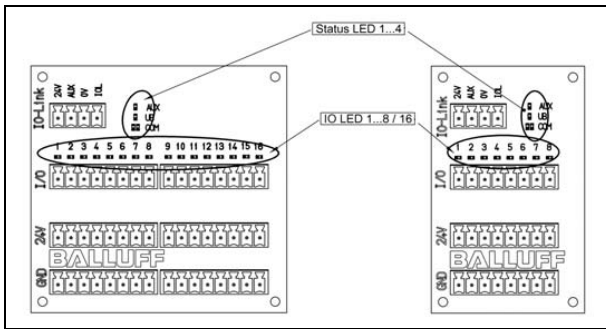 Status LED 1...4
24V AUX 0V IOL
IO-Link
AUX
UB
COM
IO LED 1...8 / 16
1 2 3 4 5 6 7 8 9 10 11 12 13 14 15 16
I/O
24V
BALLUFF
GND
24V AUX 0V IOL
IO-Link
AUX
UB
COM
1 2 3 4 5 6 7 8
I/O
24V
BALLUFF
GND